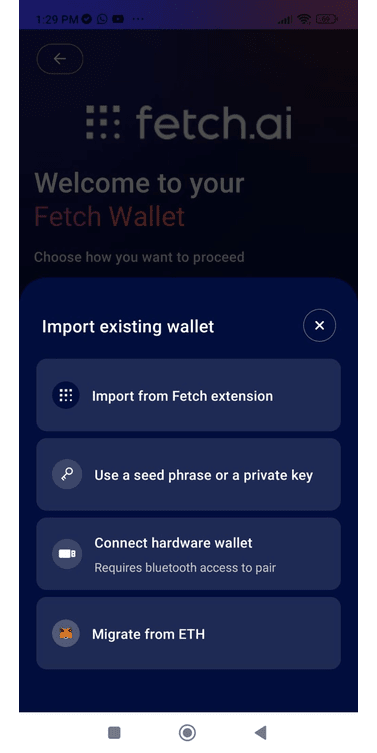 1:29 PM
fetch.ai
Welcome to your
Fetch Wallet
Choose how you want to proceed
Import existing wallet
Import from Fetch extension
Use a seed phrase or a private key
Connect hardware wallet
Requires bluetooth access to pair
Migrate from ETH